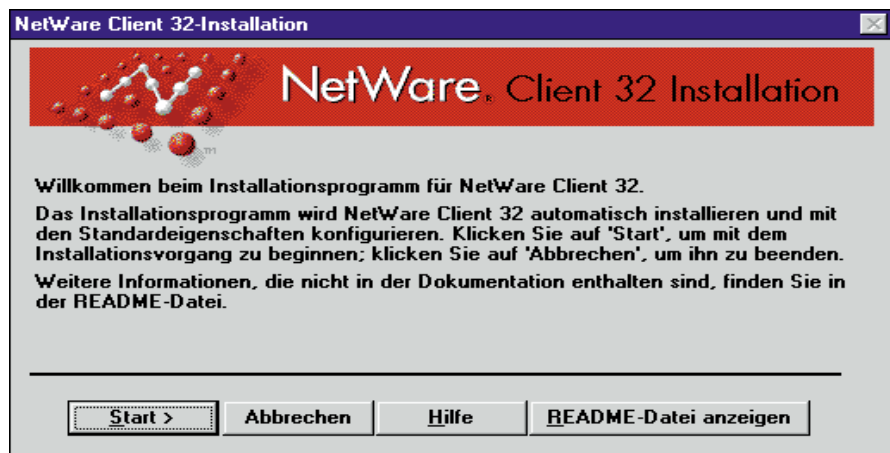 NetWare Client 32-Installation
NetWare® Client 32 Installation
TM
Willkommen beim Installationsprogramm für NetWare Client 32.
Das Installationsprogramm wird NetWare Client 32 automatisch installieren und mit
den Standardeigenschaften konfigurieren. Klicken Sie auf 'Start', um mit dem
Installationsvorgang zu beginnen; klicken Sie auf 'Abbrechen', um ihn zu beenden.
Weitere Informationen, die nicht in der Dokumentation enthalten sind, finden Sie in
der README-Datei.
Start > Abbrechen Hilfe README-Datei anzeigen